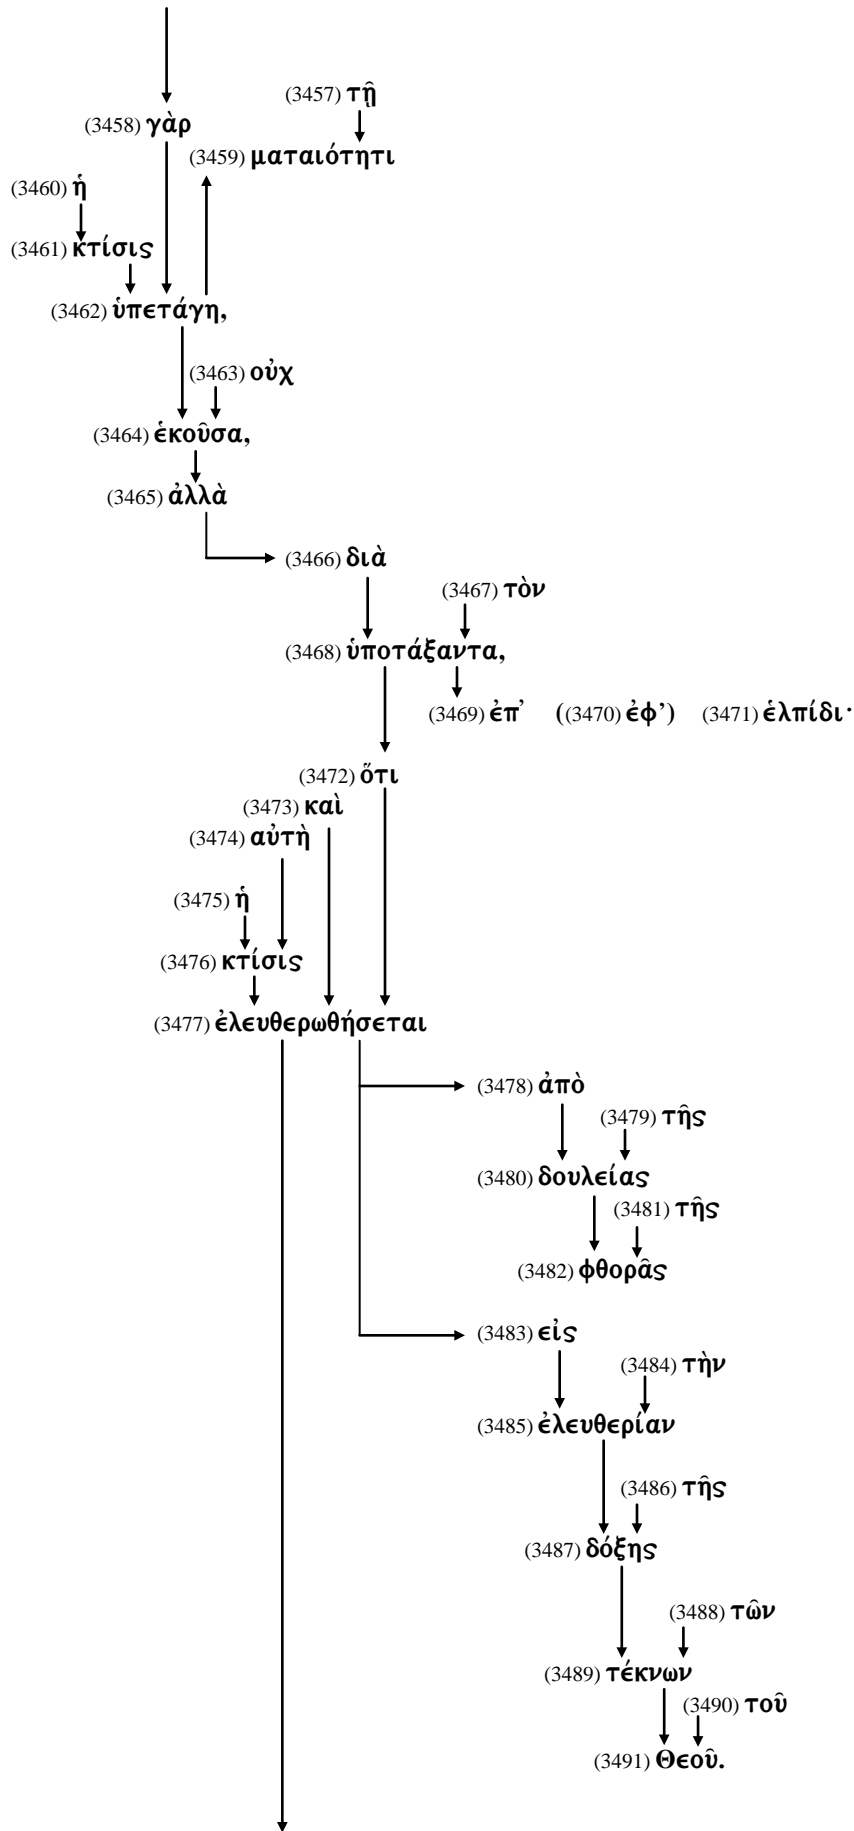 (3457) τῇ
(3458) γὰρ
(3459) ματαιότητι
(3460) ἡ
(3461) κτίσις
(3462) ὑπετάγη,
(3463) οὐχ
(3464) ἑκοῦσα,
(3465) ἀλλὰ
(3466) διὰ
(3467) τὸν
(3468) ὑποτάξαντα,
(3469) ἐπ’ ((3470) ἐφ’) (3471) ἑλπίδι·
(3472) ὅτι
(3473) καὶ
(3474) αὐτὴ
(3475) ἡ
(3476) κτίσις
(3477) ἐλευθερωθήσεται
(3478) ἀπὸ
(3479) τῆς
(3480) δουλείας
(3481) τῆς
(3482) φθορᾶς
(3483) εἰς
(3484) τὴν
(3485) ἐλευθερίαν
(3486) τῆς
(3487) δόξης
(3488) τῶν
(3489) τέκνων
(3490) τοῦ
(3491) Θεοῦ.